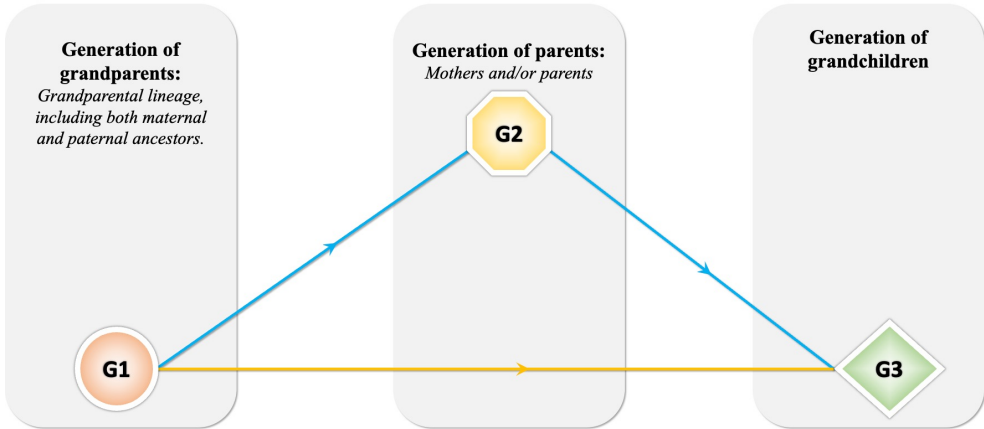 Generation of
grandparents:
Grandparental lineage,
including both maternal
and paternal ancestors.
Generation of parents:
Mothers and/or parents
Generation of
grandchildren
G2
G1
G3